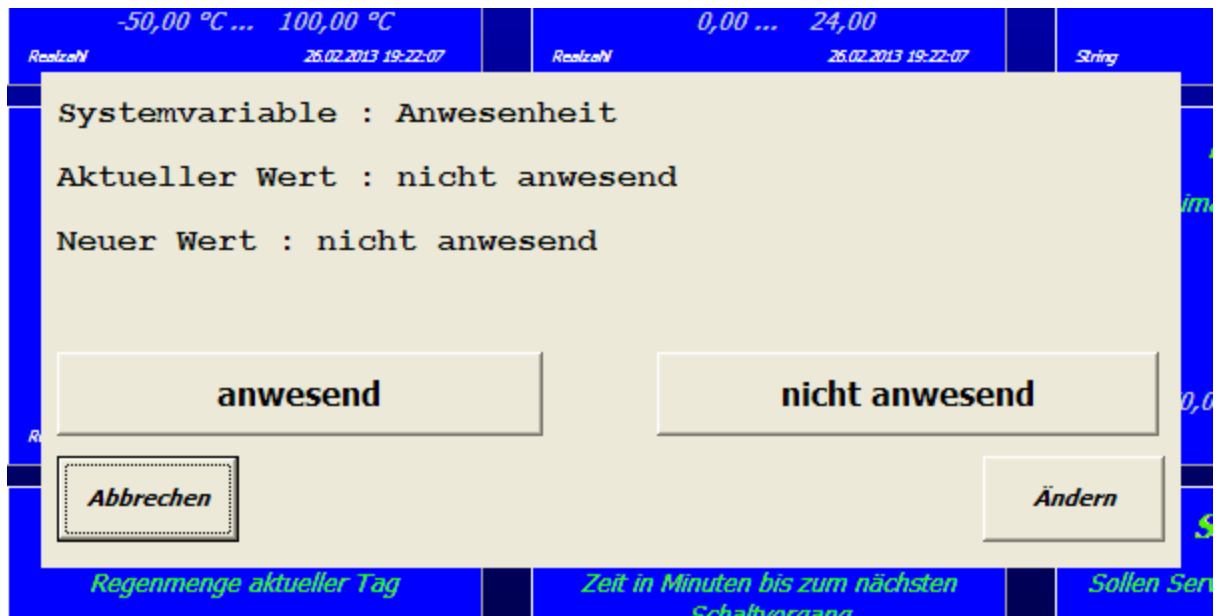 -50,00 °C ... 100,00 °C
0,00 ... 24,00
Realzahl 26.02.2013 19:22:07
Realzahl 26.02.2013 19:22:07
String
Systemvariable : Anwesenheit
Aktueller Wert : nicht anwesend
Neuer Wert : nicht anwesend
anwesend
nicht anwesend
Abbrechen
Ändern
Regenmenge aktueller Tag
Zeit in Minuten bis zum nächsten
Schaltvorgang
Sollen